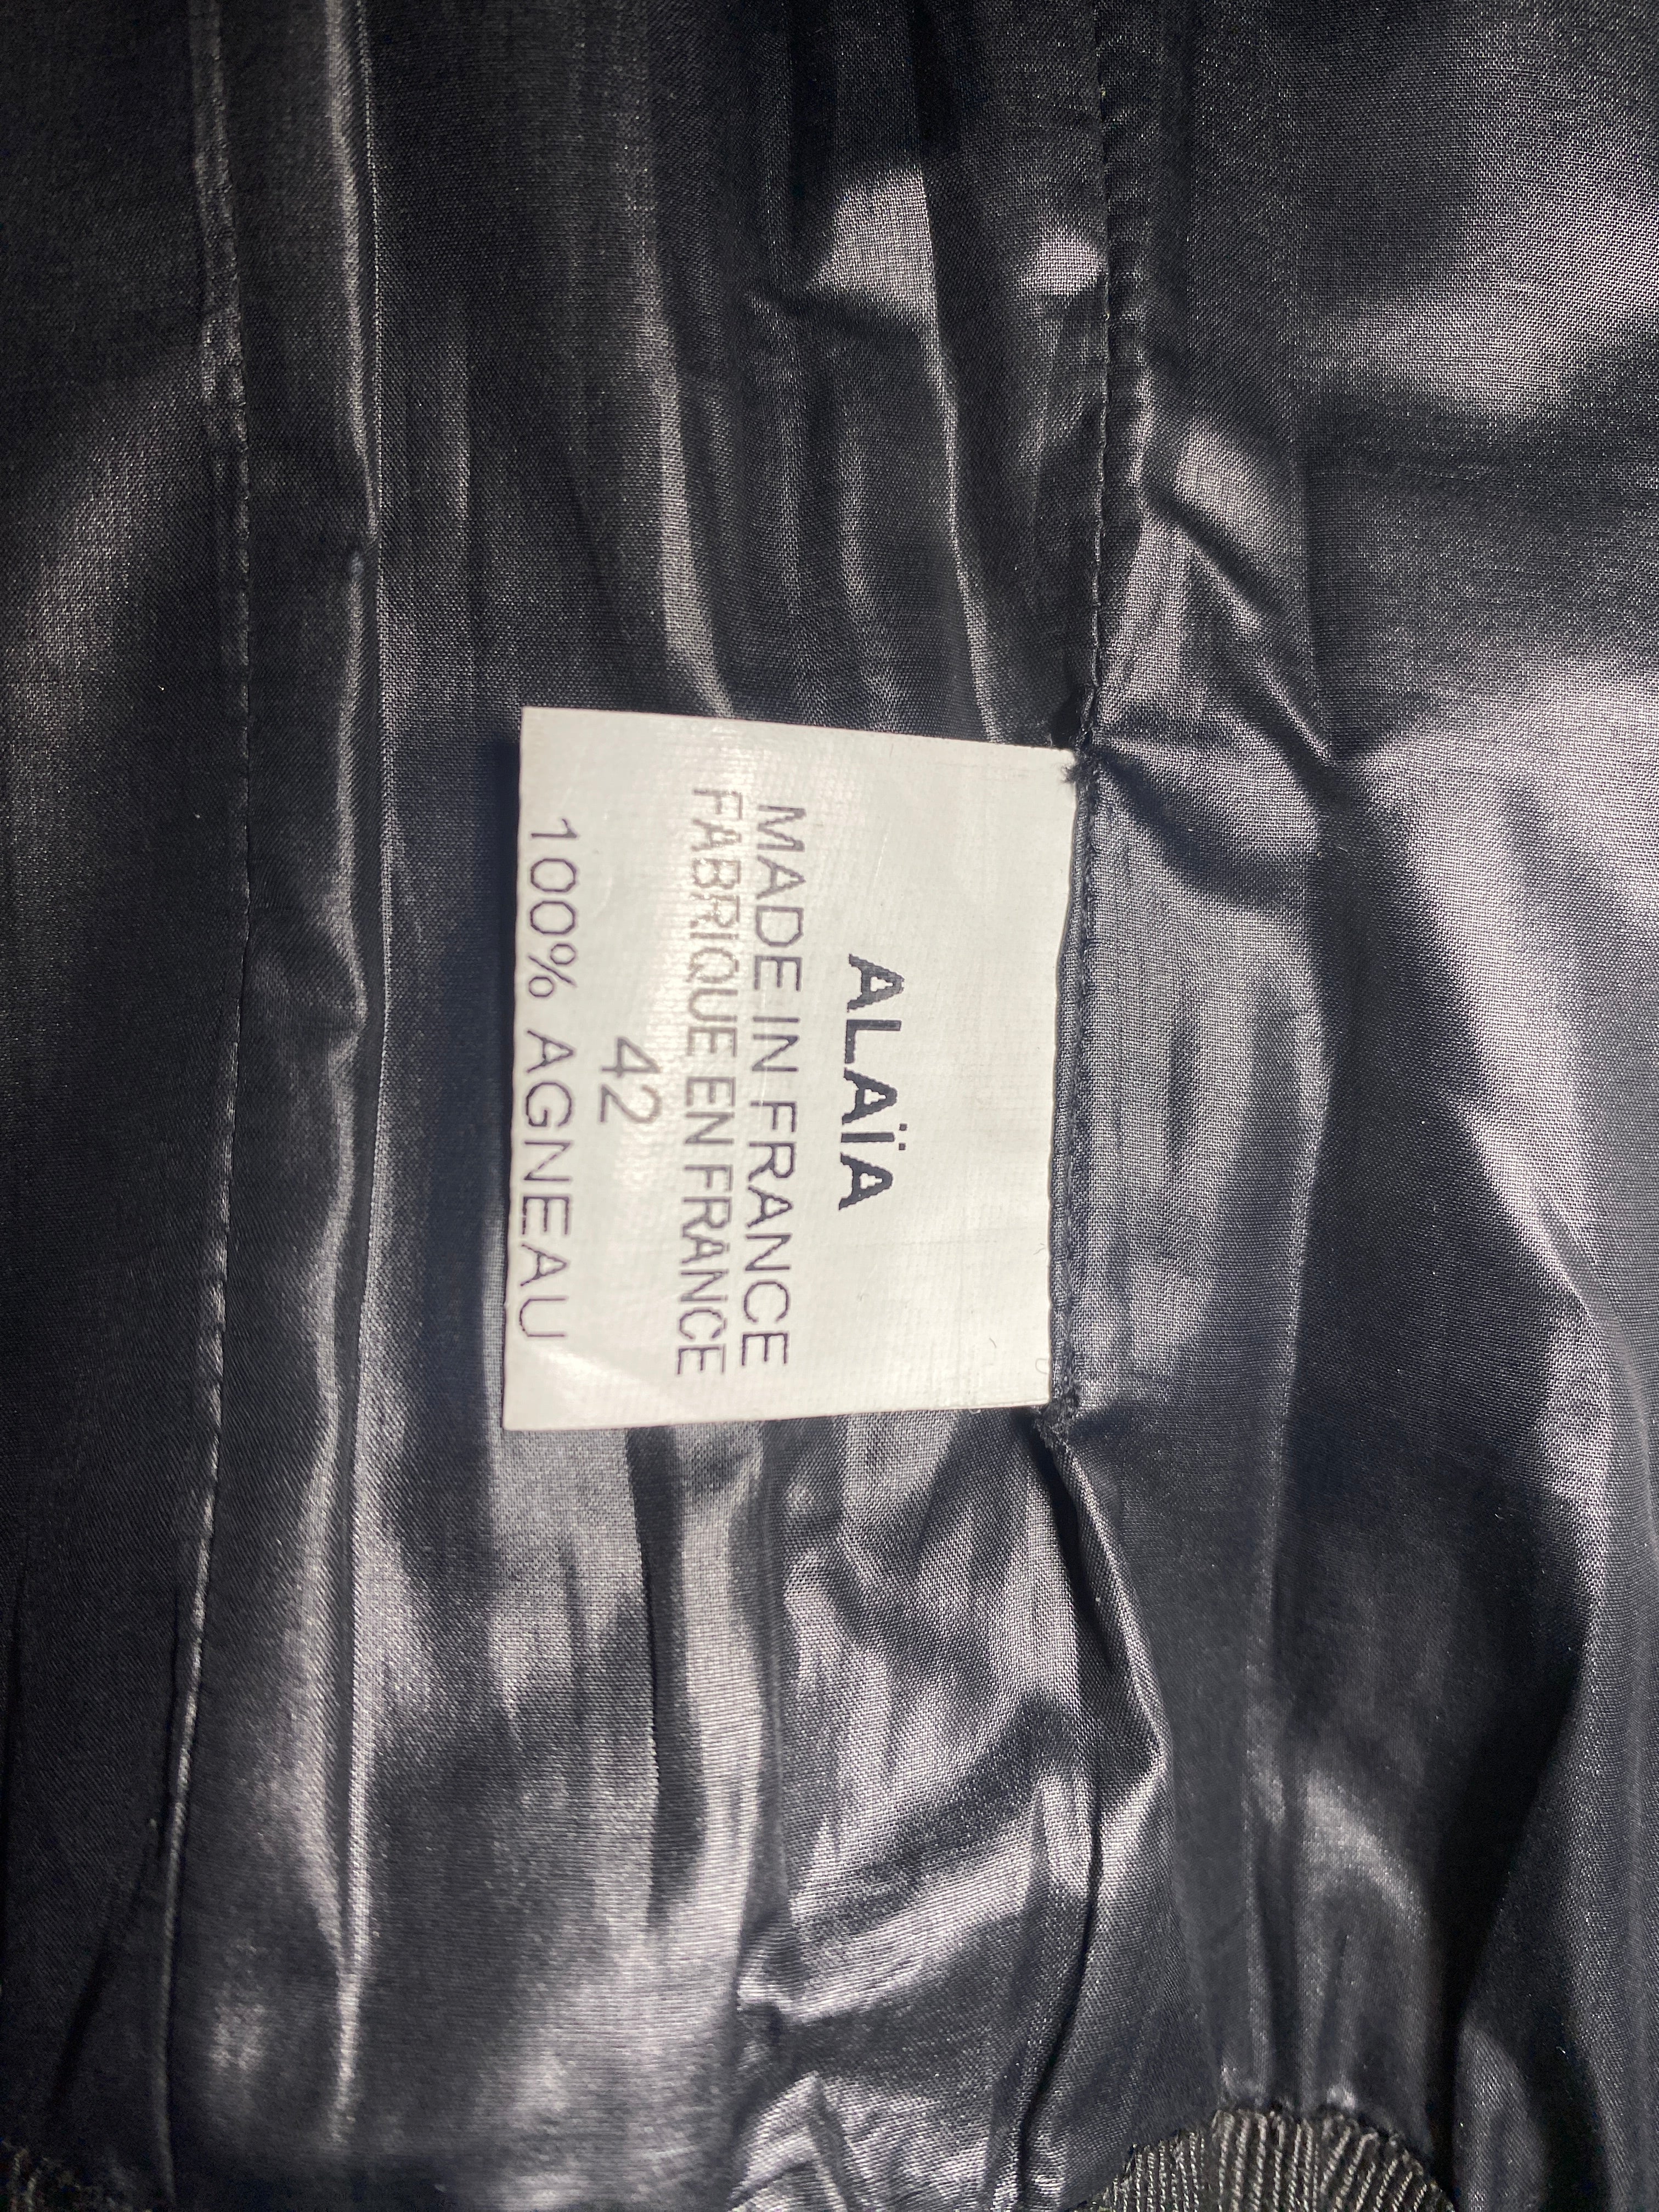 ALAÏA
MADE IN FRANCE
FABRIQUE EN FRANCE
42
100% AGNEAU